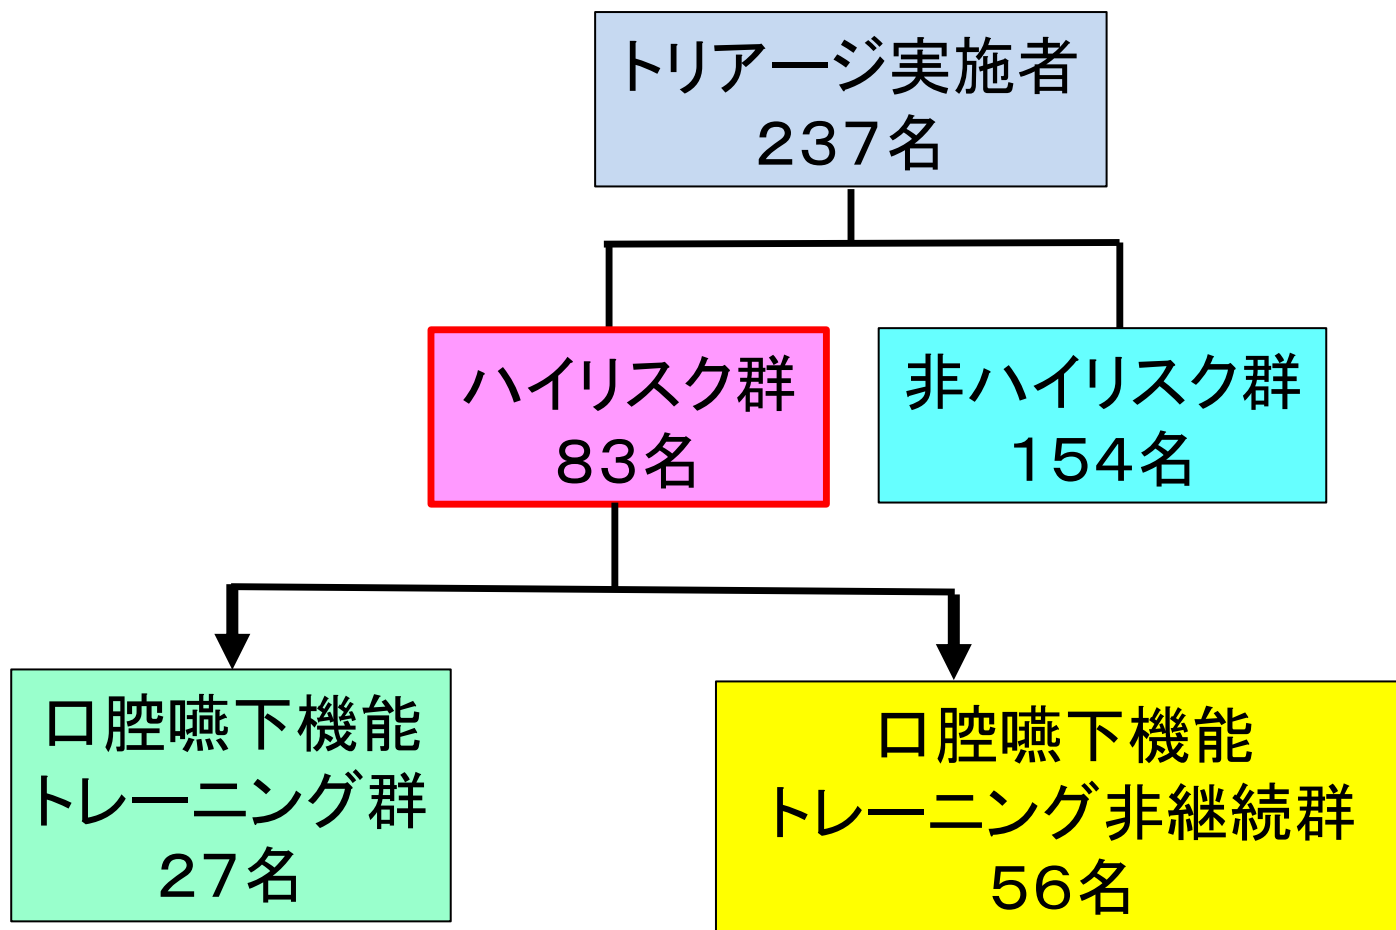 トリアージ実施者
２３７名
ハイリスク群
８３名
非ハイリスク群
１５４名
口腔嚥下機能
トレーニング群
２７名
口腔嚥下機能
トレーニング非継続群
５６名